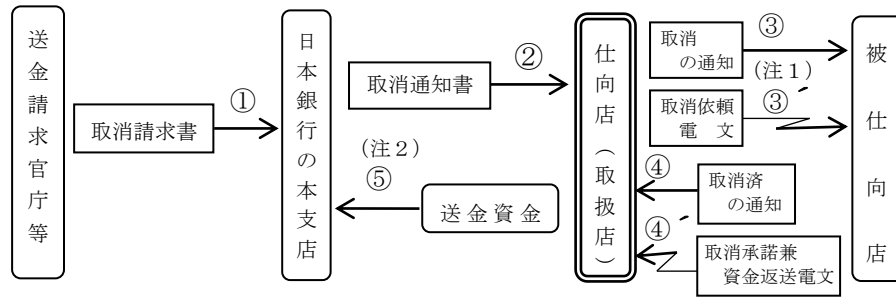 送金請求官庁等
取消請求書
①
日本銀行の本支店
取消通知書
②
(注2)
⑤
送金資金
仕向店(取扱店)
取消
の通知
③
(注1)
取消依頼
電 文
③´
④
取消済
の通知
④´
取消承諾兼
資金返送電文
被仕向店